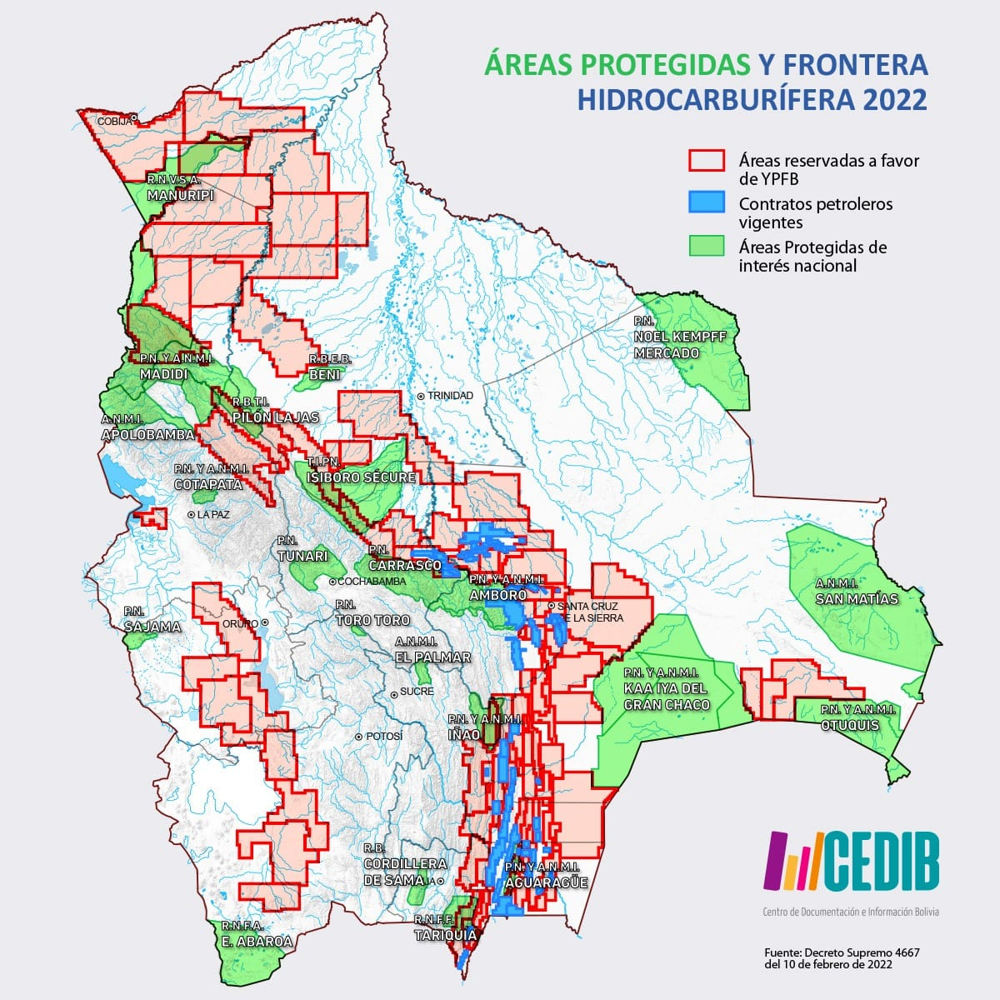 ÁREAS PROTEGIDAS Y FRONTERA
HIDROCARBURÍFERA 2022
Áreas reservadas a favor
de YPFB
Contratos petroleros
vigentes
Áreas Protegidas de
interés nacional
COBIJA
R.N.V.S.A.
MANURIPI
P.N.
NOEL KEMPFF
MERCADO
P.N. Y A.N.M.I.
MADIDI
R.B.E.B.
BENI
TRINIDAD
R.B.T.I.
PILON LAJAS
A.N.M.I.
APOLOBAMBA
T.I.P.N.
ISIBORO SÉCURE
P.N. Y A.N.M.I.
COTAPATA
LA PAZ
P.N.
TUNARI
P.N.
CARRASCO
COCHABAMBA
P.N. Y A.N.M.I.
AMBORÓ
A.N.M.I.
SAN MATÍAS
P.N.
SAJAMA
ORURO
P.N.
TORO TORO
SANTA CRUZ
E LA SIERRA
A.N.M.I.
EL PALMAR
P.N. Y A.N.M.I.
KAA IYA DEL
GRAN CHACO
SUCRE
P.N. Y A.N.M.I.
IÑAO
P.N. Y A.N.M.I.
OTUQUIS
POTOSÍ
R.B.
CORDILLERA
DE SAMA
JA
P.N. Y A.N.M.I.
AGUARAGÜE
R.N.F.F.
TARIQUIA
R.N.F.A.
E. ABAROA
CEDIB
Centro de Documentación e Información Bolivia
Fuente: Decreto Supremo 4667
del 10 de febrero de 2022